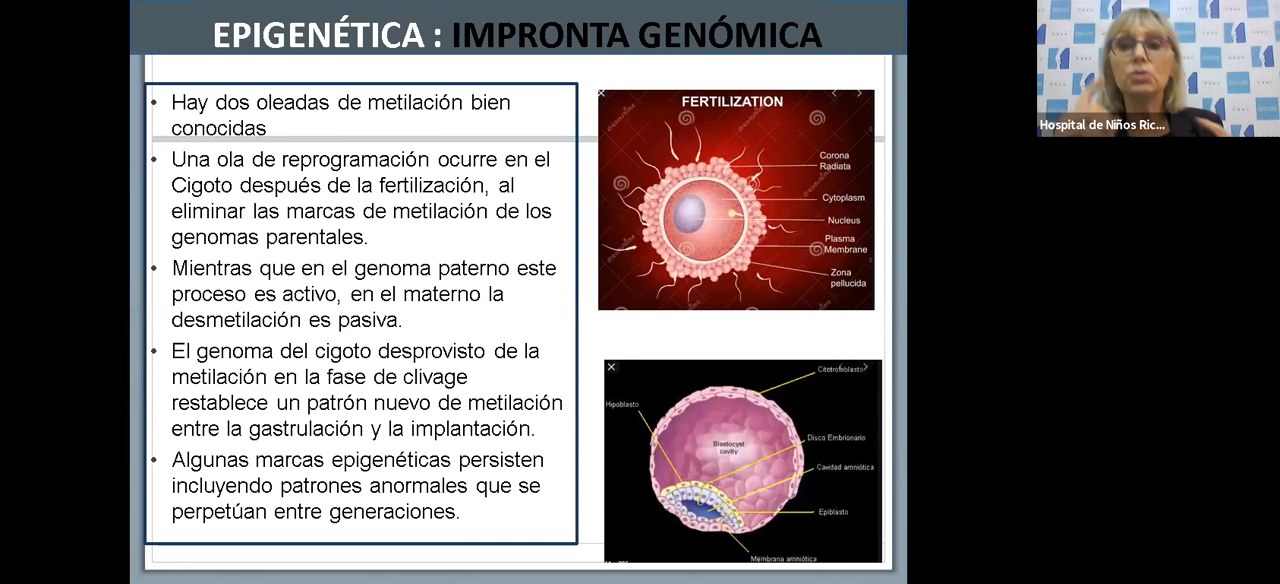 EPIGENÉTICA : IMPRONTA GENÓMICA
• Hay dos oleadas de metilación bien
conocidas
• Una ola de reprogramación ocurre en el
Cigoto después de la fertilización, al
eliminar las marcas de metilación de los
genomas parentales.
• Mientras que en el genoma paterno este
proceso es activo, en el materno la
desmetilación es pasiva.
• El genoma del cigoto desprovisto de la
metilación en la fase de clivage
restablece un patrón nuevo de metilación
entre la gastrulación y la implantación.
• Algunas marcas epigenéticas persisten
incluyendo patrones anormales que se
perpetúan entre generaciones.
FERTILIZATION
Corona
Radiata
Cytoplasm
Nucleus
Plasma
Membrane
Zona
pellucida
Citotrofoblasto
Hipoblasto
Disco Embrionario
Blastocyst
cavity
Cavidad amniótica
Epiblasto
Membrana amniótica
Hospital de Niños Ric...